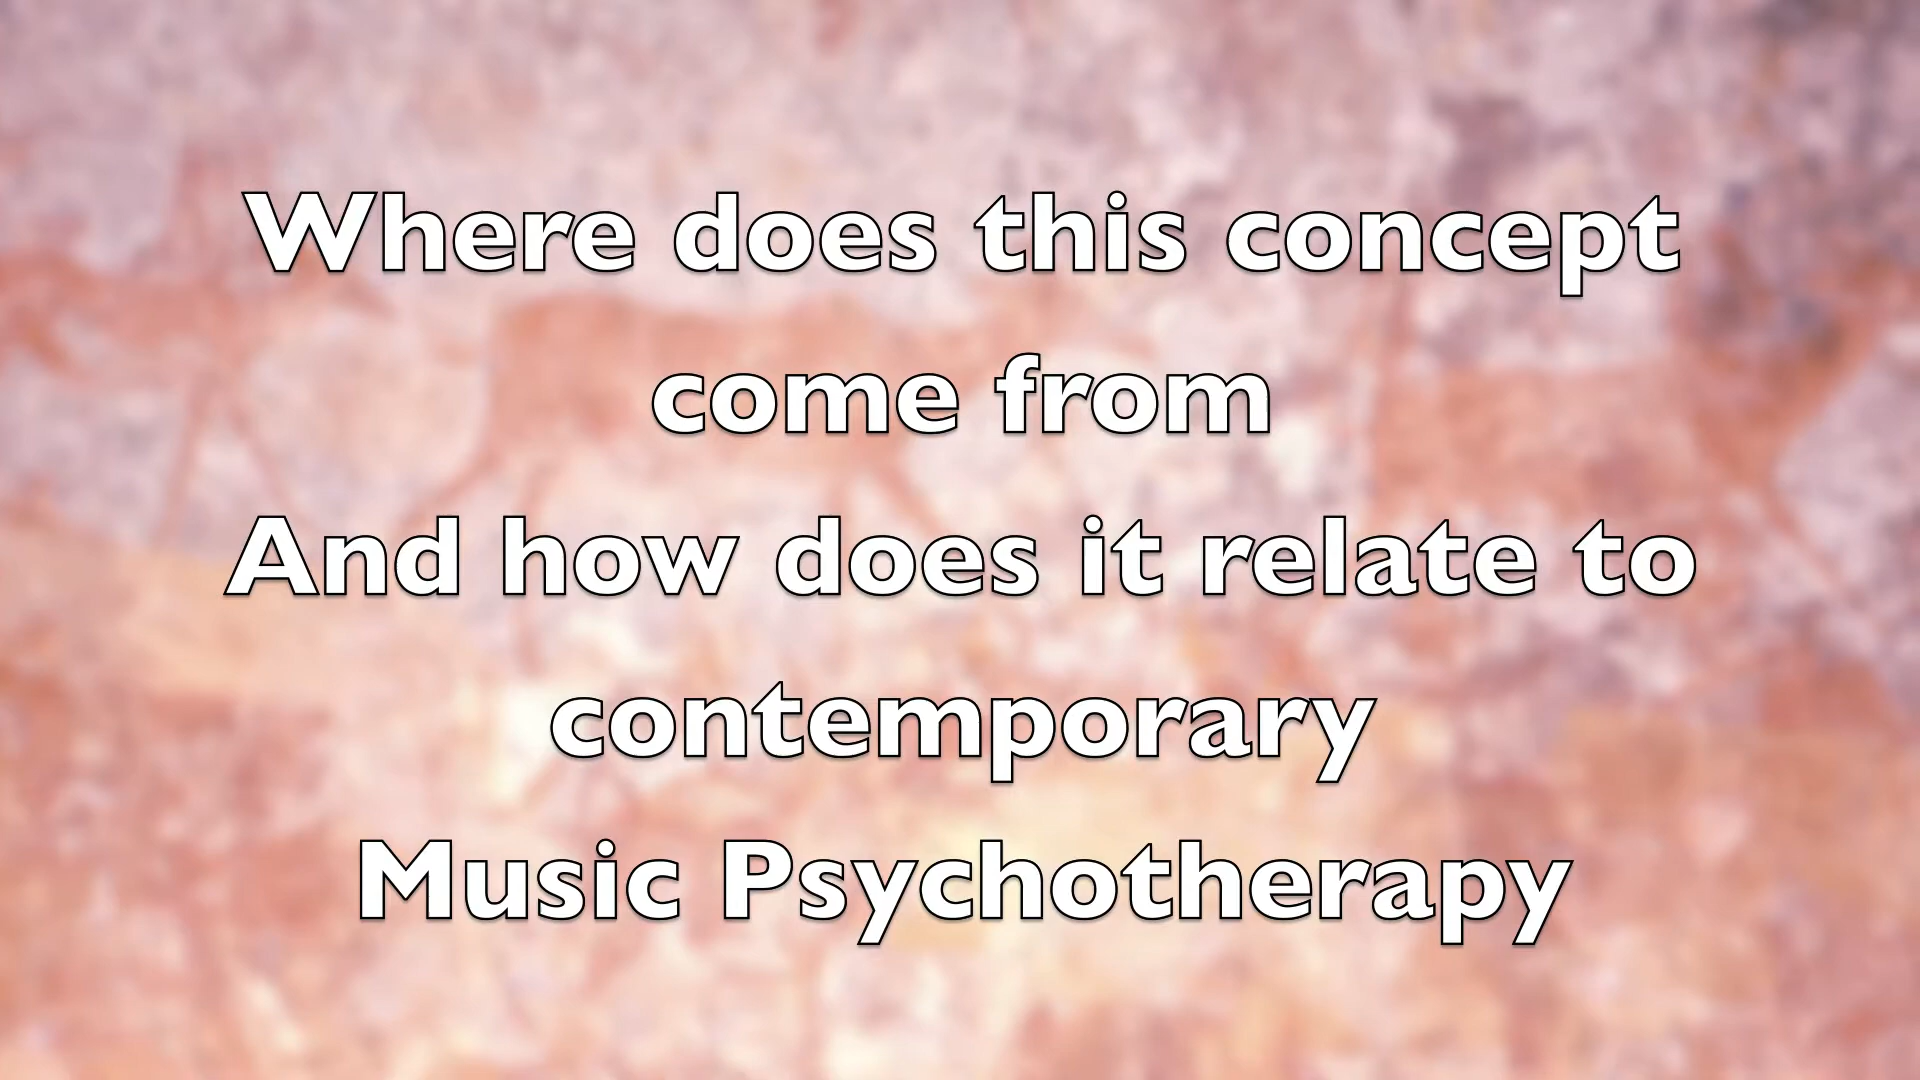 Where does this concept
come from
And how does it relate to
contemporary
Music Psychotherapy